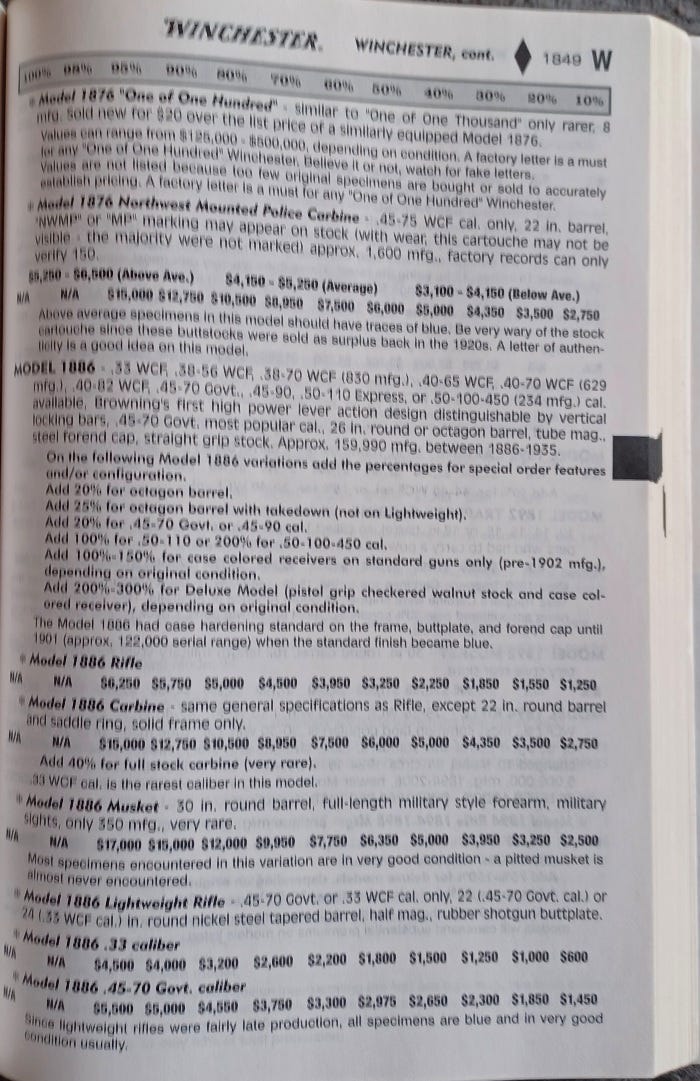 WINCHESTER. WINCHESTER, cont. 1849 W
100% 98% 95% 90% 80% 70% 60% 50% 40% 30% 20% 10%
* Model 1876 "One of One Hundred" - similar to "One of One Thousand" only rarer, 8
mfg. Sold new for $20 over the list price of a similarly equipped Model 1876.
Values can range from $125,000 - $500,000, depending on condition. A factory letter is a must
for any "One of One Hundred" Winchester. Believe it or not, watch for fake letters.
Values are not listed because too few original specimens are bought or sold to accurately
establish pricing. A factory letter is a must for any "One of One Hundred" Winchester.
* Model 1876 Northwest Mounted Police Carbine - .45-75 WCF cal. only, 22 in. barrel,
"NWMP" or "MP" marking may appear on stock (with wear, this cartouche may not be
visible - the majority were not marked) approx. 1,600 mfg., factory records can only
verify 150.
$5,250 - $6,500 (Above Ave.) $4,150 - $5,250 (Average) $3,100 - $4,150 (Below Ave.)
N/A N/A $15,000 $12,750 $10,500 $8,950 $7,500 $6,000 $5,000 $4,350 $3,500 $2,750
Above average specimens in this model should have traces of blue. Be very wary of the stock
cartouche since these buttstocks were sold as surplus back in the 1920s. A letter of authen-
ticity is a good idea on this model.
MODEL 1886 - .33 WCF, .38-56 WCF, .38-70 WCF (830 mfg.), .40-65 WCF, .40-70 WCF (629
mfg.), .40-82 WCF, .45-70 Govt., .45-90, .50-110 Express, or .50-100-450 (234 mfg.) cal.
available, Browning's first high power lever action design distinguishable by vertical
locking bars, .45-70 Govt. most popular cal., 26 in. round or octagon barrel, tube mag.,
steel forend cap, straight grip stock. Approx. 159,990 mfg. between 1886-1935.
On the following Model 1886 variations add the percentages for special order features
and/or configuration.
Add 20% for octagon barrel.
Add 25% for octagon barrel with takedown (not on Lightweight).
Add 20% for .45-70 Govt. or .45-90 cal.
Add 100% for .50-110 or 200% for .50-100-450 cal.
Add 100%-150% for case colored receivers on standard guns only (pre-1902 mfg.),
depending on original condition.
Add 200%-300% for Deluxe Model (pistol grip checkered walnut stock and case col-
ored receiver), depending on original condition.
The Model 1886 had case hardening standard on the frame, buttplate, and forend cap until
1901 (approx. 122,000 serial range) when the standard finish became blue.
* Model 1886 Rifle
N/A N/A $6,250 $5,750 $5,000 $4,500 $3,950 $3,250 $2,250 $1,850 $1,550 $1,250
* Model 1886 Carbine - same general specifications as Rifle, except 22 in. round barrel
and saddle ring, solid frame only.
N/A N/A $15,000 $12,750 $10,500 $8,950 $7,500 $6,000 $5,000 $4,350 $3,500 $2,750
Add 40% for full stock carbine (very rare).
.33 WCF cal. is the rarest caliber in this model.
* Model 1886 Musket - 30 in. round barrel, full-length military style forearm, military
sights, only 350 mfg., very rare.
N/A N/A $17,000 $15,000 $12,000 $9,950 $7,750 $6,350 $5,000 $3,950 $3,250 $2,500
Most specimens encountered in this variation are in very good condition - a pitted musket is
almost never encountered.
* Model 1886 Lightweight Rifle - .45-70 Govt. or .33 WCF cal. only, 22 (.45-70 Govt. cal.) or
24 (.33 WCF cal.) in. round nickel steel tapered barrel, half mag., rubber shotgun buttplate.
* Model 1886 .33 caliber
N/A N/A $4,500 $4,000 $3,200 $2,600 $2,200 $1,800 $1,500 $1,250 $1,000 $600
* Model 1886 .45-70 Govt. caliber
N/A N/A $5,500 $5,000 $4,550 $3,750 $3,300 $2,975 $2,650 $2,300 $1,850 $1,450
Since lightweight rifles were fairly late production, all specimens are blue and in very good
condition usually.